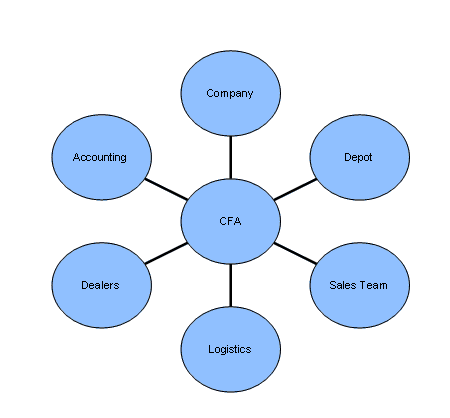 Company
Accounting
Depot
CFA
Dealers
Sales Team
Logistics